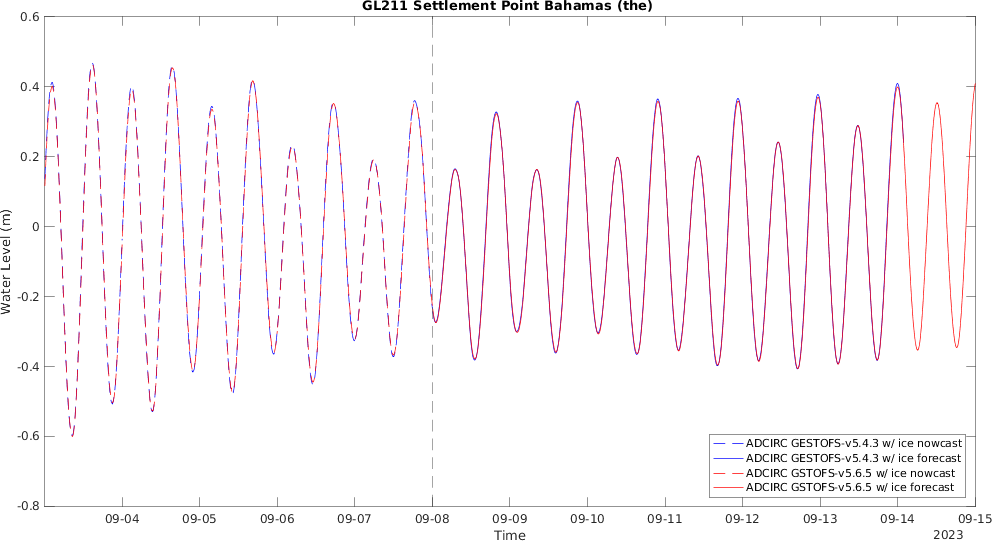 GL211 Settlement Point Bahamas (the)
0.6
0.4
0.2
0
-0.2
-0.4
-0.6
-0.8
Water Level (m)
ADCIRC GESTOFS-v5.4.3 w/ ice nowcast
ADCIRC GESTOFS-v5.4.3 w/ ice forecast
ADCIRC GSTOFS-v5.6.5 w/ ice nowcast
ADCIRC GSTOFS-v5.6.5 w/ ice forecast
09-04 09-05 09-06 09-07 09-08 09-09 09-10 09-11 09-12 09-13 09-14 09-15
Time
2023